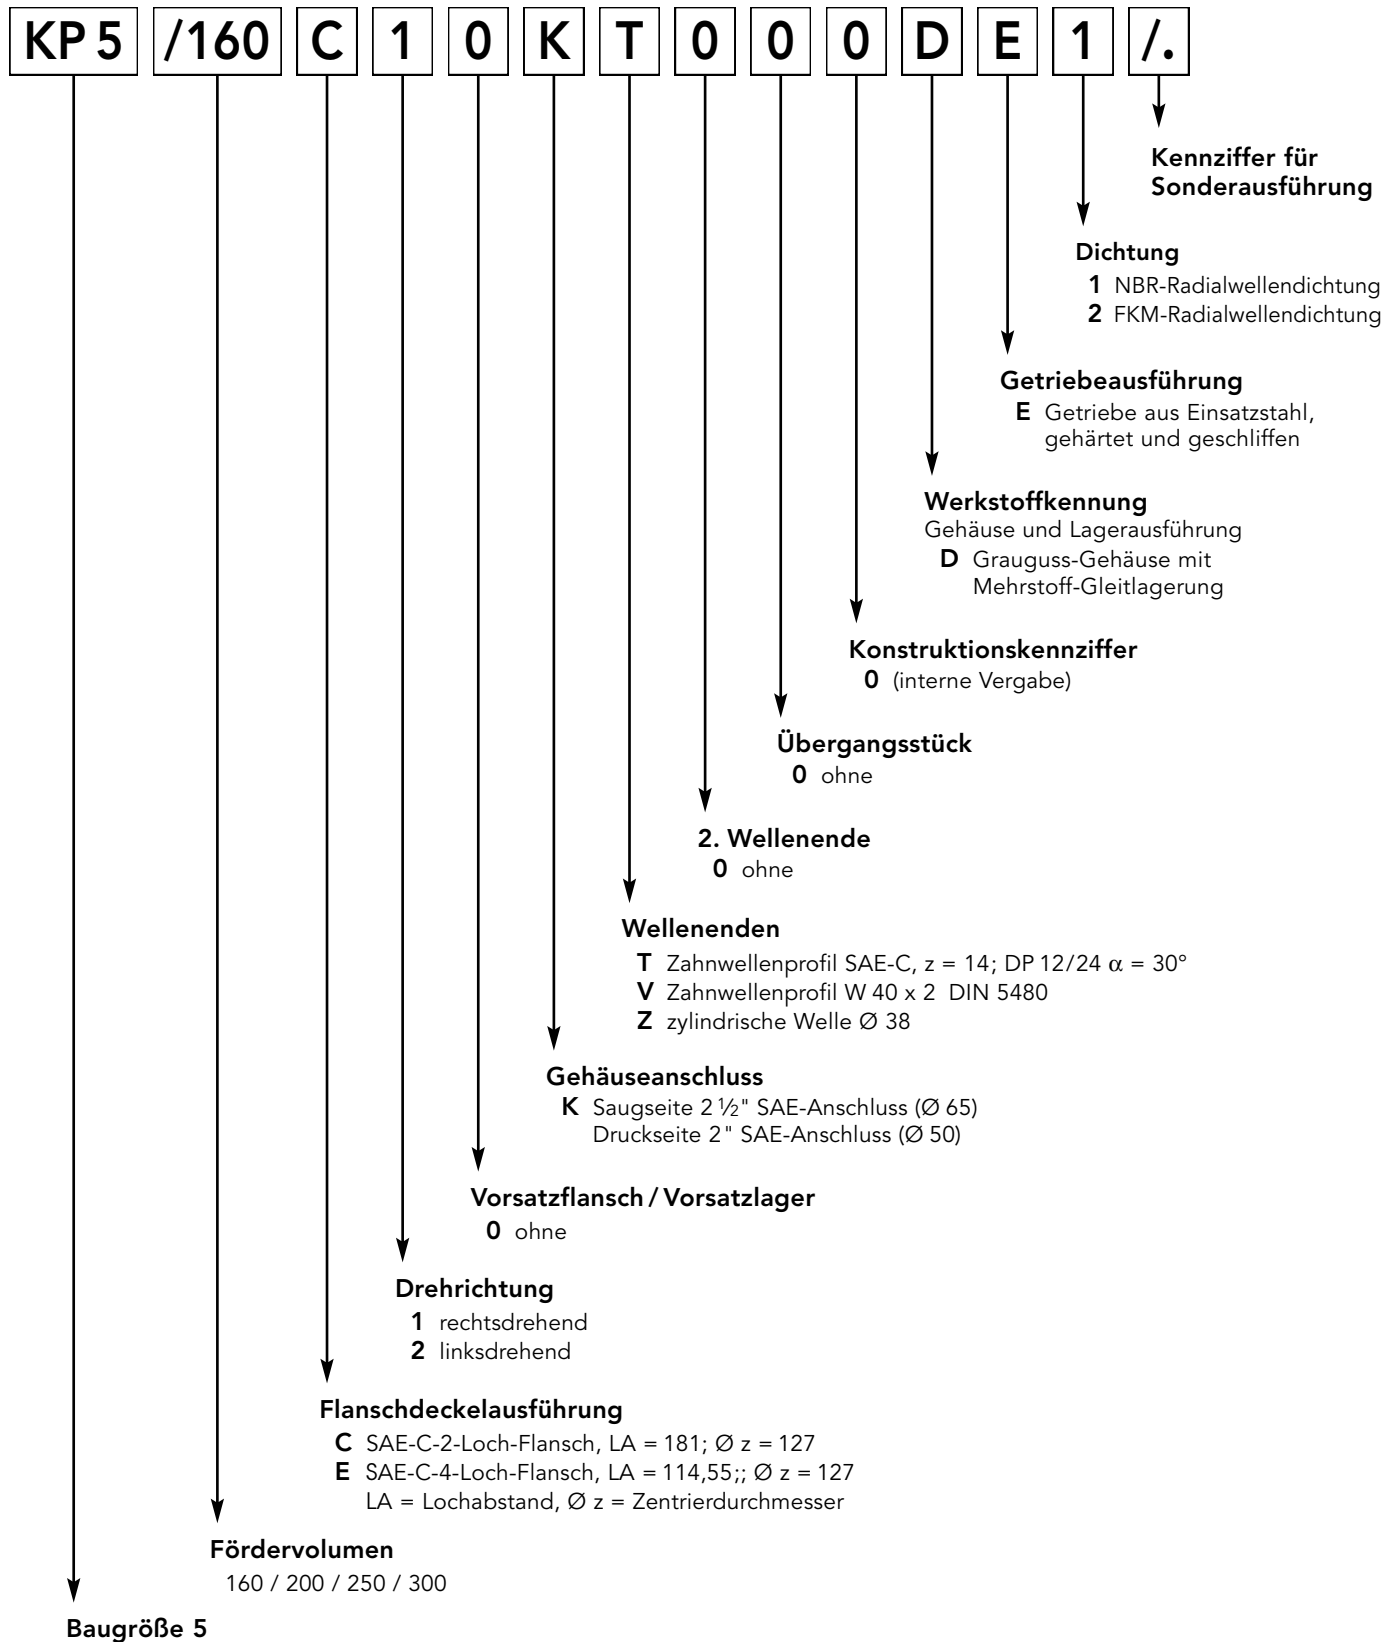 KP 5 /160 C 1 0 K T 0 0 0 D E 1 /.
Kennziffer für
Sonderausführung
Dichtung
1 NBR-Radialwellendichtung
2 FKM-Radialwellendichtung
Getriebeausführung
E Getriebe aus Einsatzstahl,
gehärtet und geschliffen
Werkstoffkennung
Gehäuse und Lagerausführung
D Grauguss-Gehäuse mit
Mehrstoff-Gleitlagerung
Konstruktionskennziffer
0 (interne Vergabe)
Übergangsstück
0 ohne
2. Wellenende
0 ohne
Wellenenden
T Zahnwellenprofil SAE-C, z = 14; DP 12/24 α = 30°
V Zahnwellenprofil W 40 x 2 DIN 5480
Z zylindrische Welle Ø 38
Gehäuseanschluss
K Saugseite 2 ½" SAE-Anschluss (Ø 65)
Druckseite 2" SAE-Anschluss (Ø 50)
Vorsatzflansch / Vorsatzlager
0 ohne
Drehrichtung
1 rechtsdrehend
2 linksdrehend
Flanschdeckelausführung
C SAE-C-2-Loch-Flansch, LA = 181; Ø z = 127
E SAE-C-4-Loch-Flansch, LA = 114,55;; Ø z = 127
LA = Lochabstand, Ø z = Zentrierdurchmesser
Fördervolumen
160 / 200 / 250 / 300
Baugröße 5